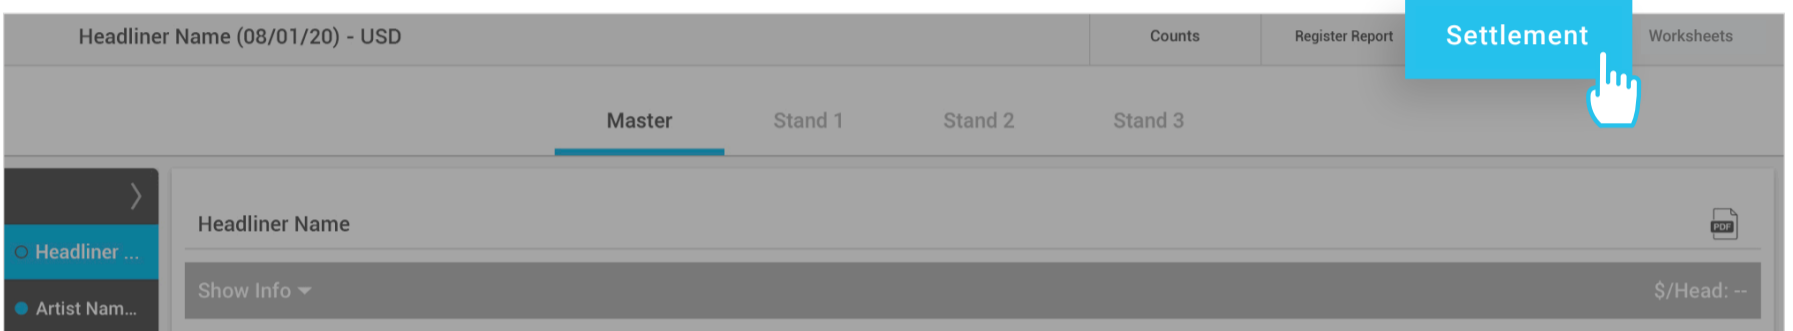 Headliner Name (08/01/20) - USD
Counts
Register Report
Settlement
Worksheets
Master
Stand 1
Stand 2
Stand 3
Headliner Name
PDF
Headliner ...
Show Info
$/Head: --
Artist Nam...